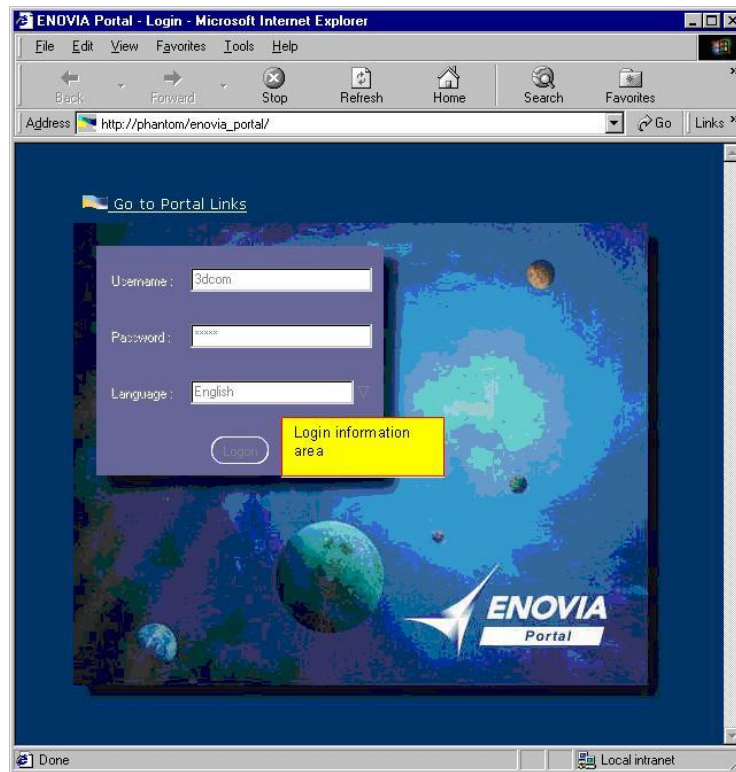 ENOVIA Portal - Login - Microsoft Internet Explorer
File Edit View Favorites Tools Help
Back Forward Stop Refresh Home Search Favorites »
Address http://phantom/enovia_portal/ Go Links »
Go to Portal Links
Username : 3dcom
Password : *****
Language : English
Logon
Login information
area
ENOVIA
Portal
Done Local intranet